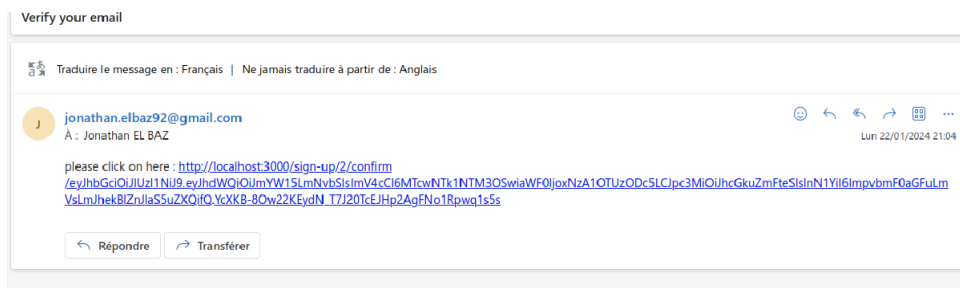 Verify your email
Traduire le message en : Français | Ne jamais traduire à partir de : Anglais
J
jonathan.elbaz92@gmail.com
À : Jonathan EL BAZ
Lun 22/01/2024 21:04
please click on here : http://localhost:3000/sign-up/2/confirm
/eyJhbGciOiJIUzI1NiJ9.eyJhdWQiOiJmYW15LmNvbSIsImV4cCI6MTcwNTk1NTM3OSwiaWF0IjoxNzA1OTUzODc5LCJpc3MiOiJhcGkuZmFteSIsInN1YiI6ImpvbmF0aGFuLm
VsLmJhekBlZnJlaS5uZXQifQ.YcXKB-8Ow22KEydN_T7J20TcEJHp2AgFNo1Rpwq1s5s
Répondre
Transférer